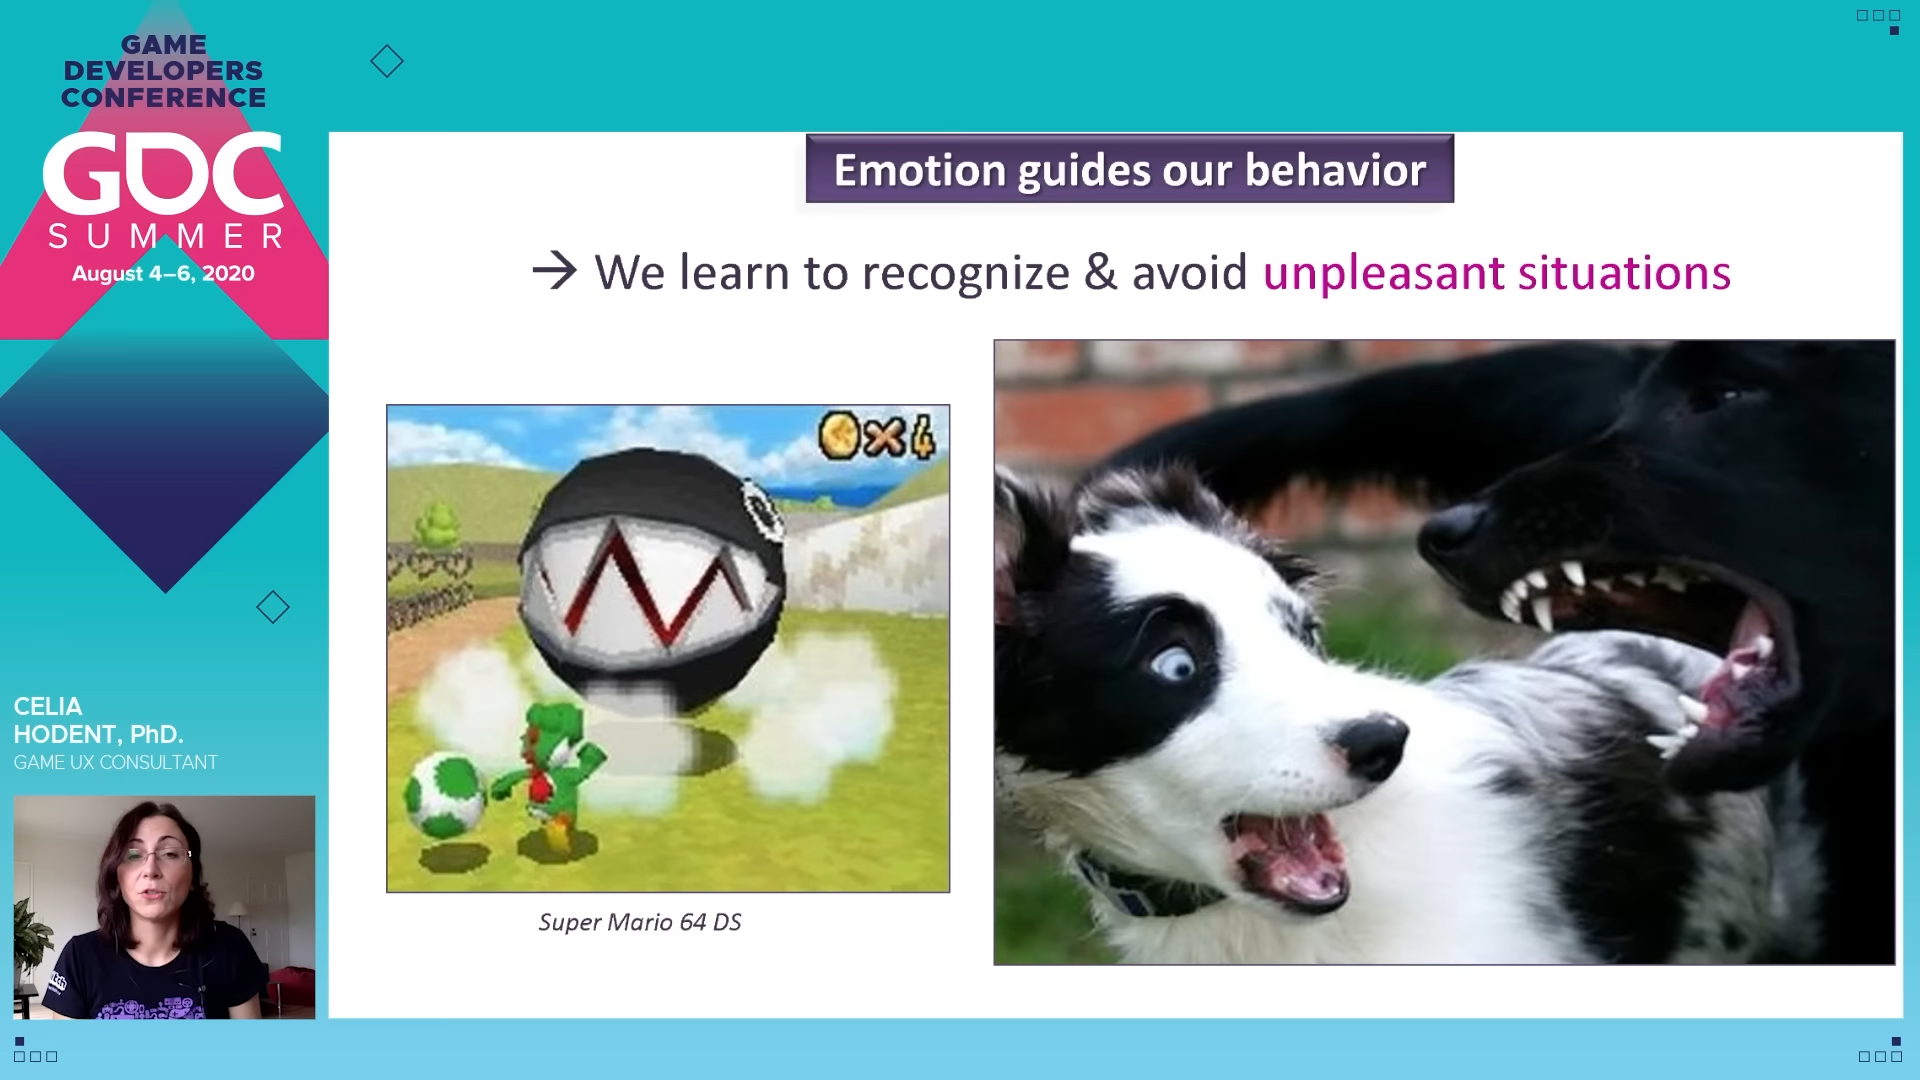 GAME
DEVELOPERS
CONFERENCE
GDC
SUMMER
August 4–6, 2020
Emotion guides our behavior
→ We learn to recognize & avoid unpleasant situations
×4
Super Mario 64 DS
CELIA
HODENT, PhD.
GAME UX CONSULTANT